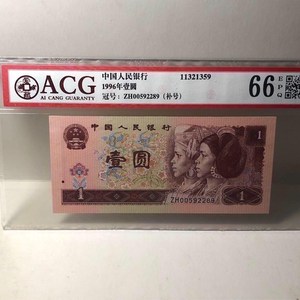 ACG
AI CANG GUARANTY
中国人民银行
1996年壹圆
冠号：ZH00592289（补号）
11321359
66
EPQ
中国人民银行
壹圆
1
1
ZH00592289